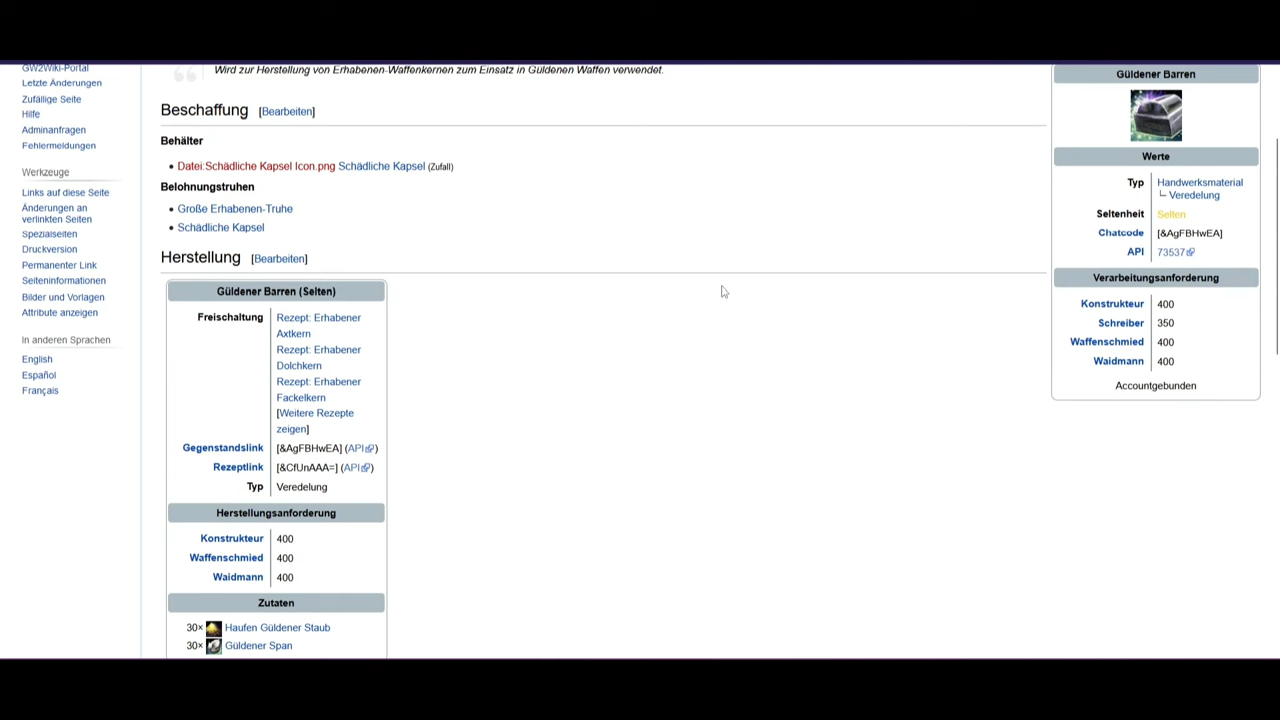 GW2Wiki-Portal
Letzte Änderungen
Zufällige Seite
Hilfe
Adminanfragen
Fehlermeldungen
Werkzeuge
Links auf diese Seite
Änderungen an
verlinkten Seiten
Spezialseiten
Druckversion
Permanenter Link
Seiteninformationen
Bilder und Vorlagen
Attribute anzeigen
In anderen Sprachen
English
Español
Français
Wird zur Herstellung von Erhabenen-Waffenkernen zum Einsatz in Güldenen Waffen verwendet.
Beschaffung [Bearbeiten]
Behälter
• Datei:Schädliche Kapsel Icon.png Schädliche Kapsel (Zufall)
Belohnungstruhen
• Große Erhabenen-Truhe
• Schädliche Kapsel
Herstellung [Bearbeiten]
Güldener Barren (Selten)
Freischaltung Rezept: Erhabener
Axtkern
Rezept: Erhabener
Dolchkern
Rezept: Erhabener
Fackelkern
[Weitere Rezepte
zeigen]
Gegenstandslink [&AgFBHwEA] (API)
Rezeptlink [&CfUnAAA=] (API)
Typ Veredelung
Herstellungsanforderung
Konstrukteur 400
Waffenschmied 400
Waidmann 400
Zutaten
30× Haufen Güldener Staub
30× Güldener Span
Güldener Barren
Werte
Typ Handwerksmaterial
Veredelung
Seltenheit Selten
Chatcode [&AgFBHwEA]
API 73537
Verarbeitungsanforderung
Konstrukteur 400
Schreiber 350
Waffenschmied 400
Waidmann 400
Accountgebunden